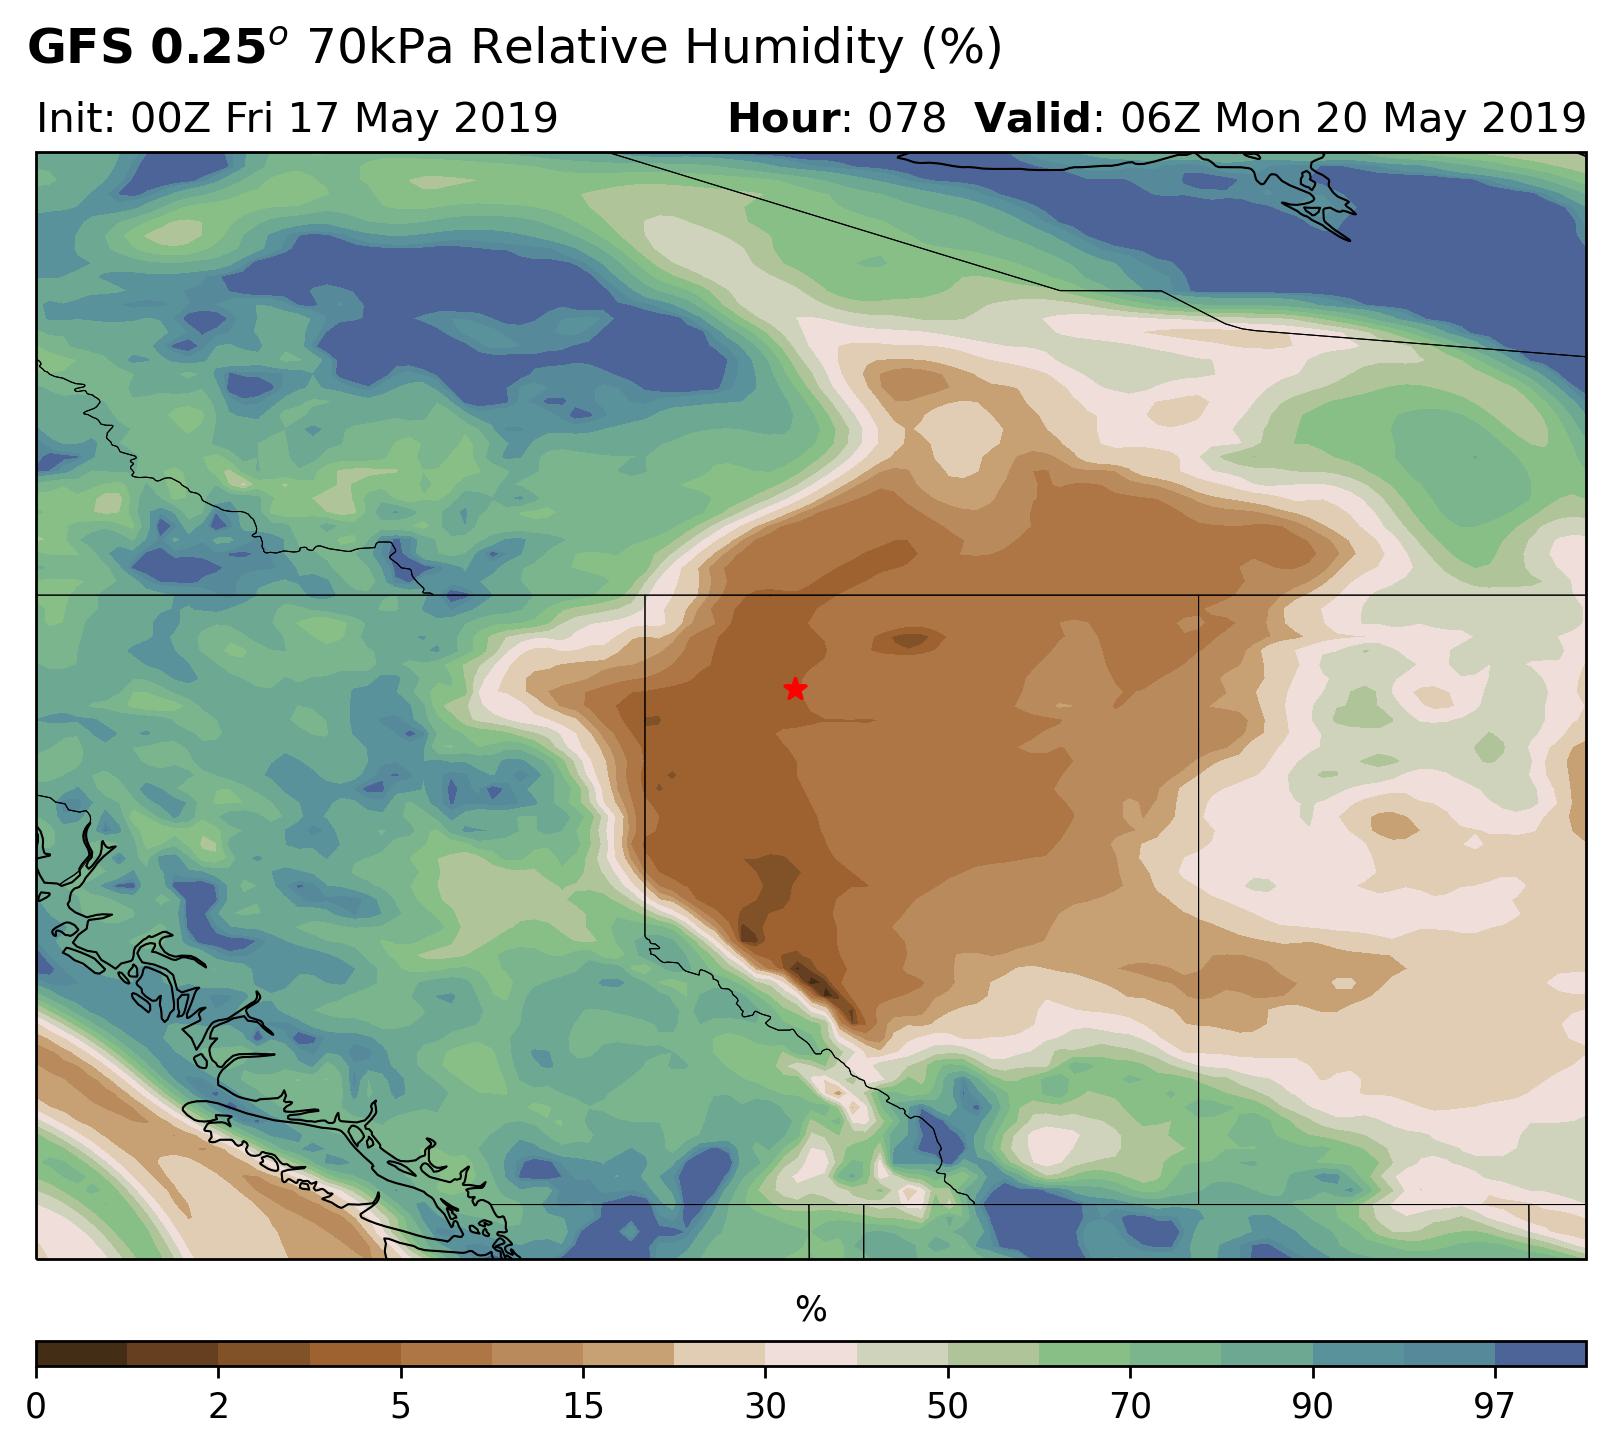 GFS 0.25° 70kPa Relative Humidity (%)
Init: 00Z Fri 17 May 2019 Hour: 078 Valid: 06Z Mon 20 May 2019
%
0 2 5 15 30 50 70 90 97